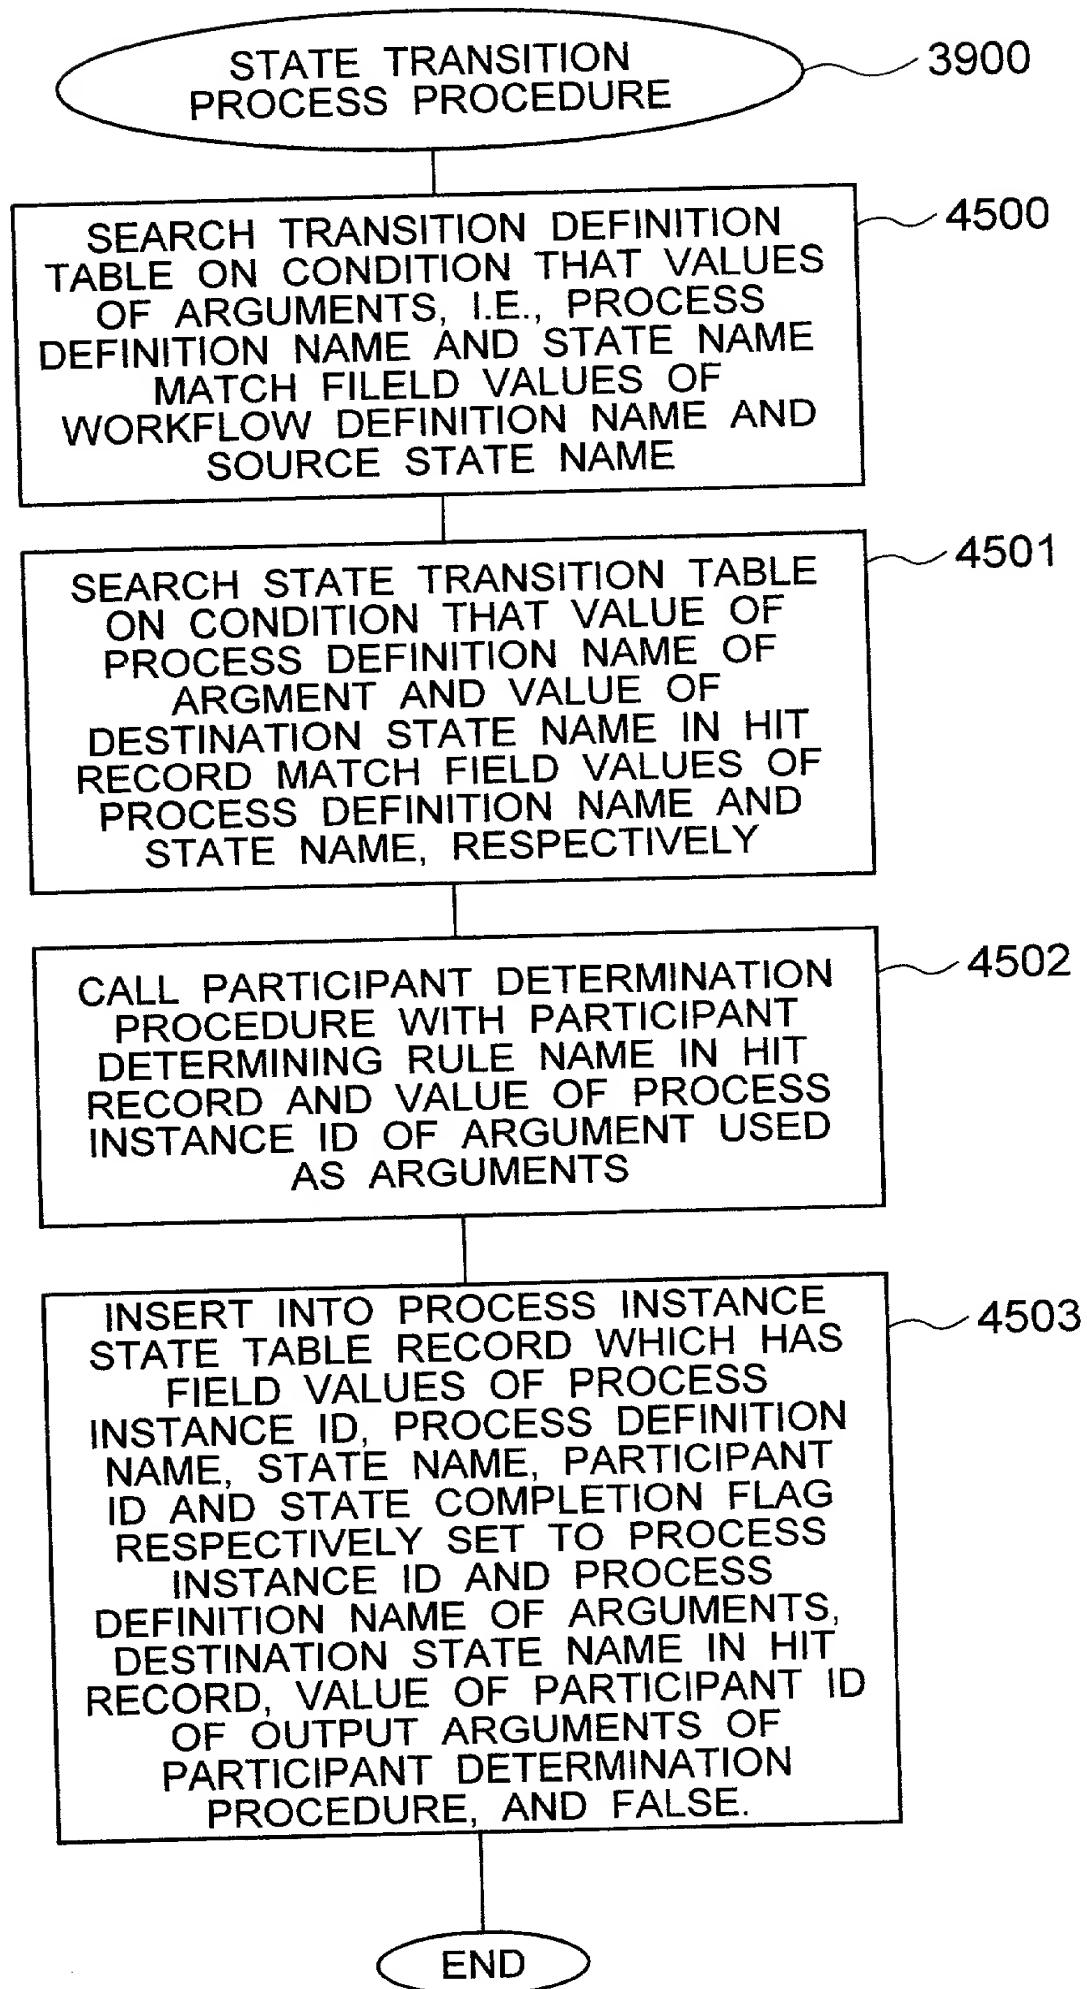 STATE TRANSITION
PROCESS PROCEDURE
3900
SEARCH TRANSITION DEFINITION
TABLE ON CONDITION THAT VALUES
OF ARGUMENTS, I.E., PROCESS
DEFINITION NAME AND STATE NAME
MATCH FILELD VALUES OF
WORKFLOW DEFINITION NAME AND
SOURCE STATE NAME
4500
SEARCH STATE TRANSITION TABLE
ON CONDITION THAT VALUE OF
PROCESS DEFINITION NAME OF
ARGMENT AND VALUE OF
DESTINATION STATE NAME IN HIT
RECORD MATCH FIELD VALUES OF
PROCESS DEFINITION NAME AND
STATE NAME, RESPECTIVELY
4501
CALL PARTICIPANT DETERMINATION
PROCEDURE WITH PARTICIPANT
DETERMINING RULE NAME IN HIT
RECORD AND VALUE OF PROCESS
INSTANCE ID OF ARGUMENT USED
AS ARGUMENTS
4502
INSERT INTO PROCESS INSTANCE
STATE TABLE RECORD WHICH HAS
FIELD VALUES OF PROCESS
INSTANCE ID, PROCESS DEFINITION
NAME, STATE NAME, PARTICIPANT
ID AND STATE COMPLETION FLAG
RESPECTIVELY SET TO PROCESS
INSTANCE ID AND PROCESS
DEFINITION NAME OF ARGUMENTS,
DESTINATION STATE NAME IN HIT
RECORD, VALUE OF PARTICIPANT ID
OF OUTPUT ARGUMENTS OF
PARTICIPANT DETERMINATION
PROCEDURE, AND FALSE.
4503
END